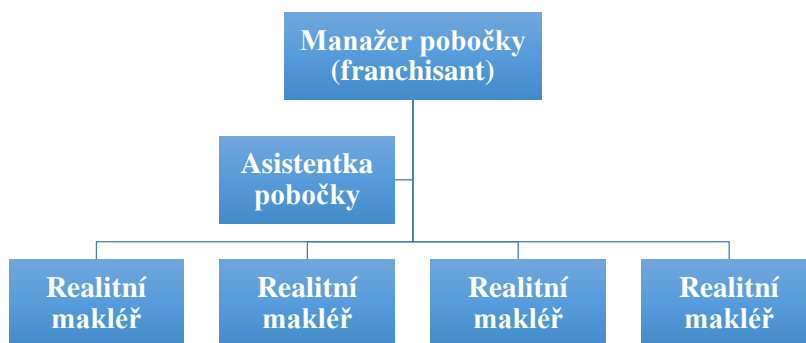 Manažer pobočky
(franchisant)
Asistentka
pobočky
Realitní
makléř
Realitní
makléř
Realitní
makléř
Realitní
makléř